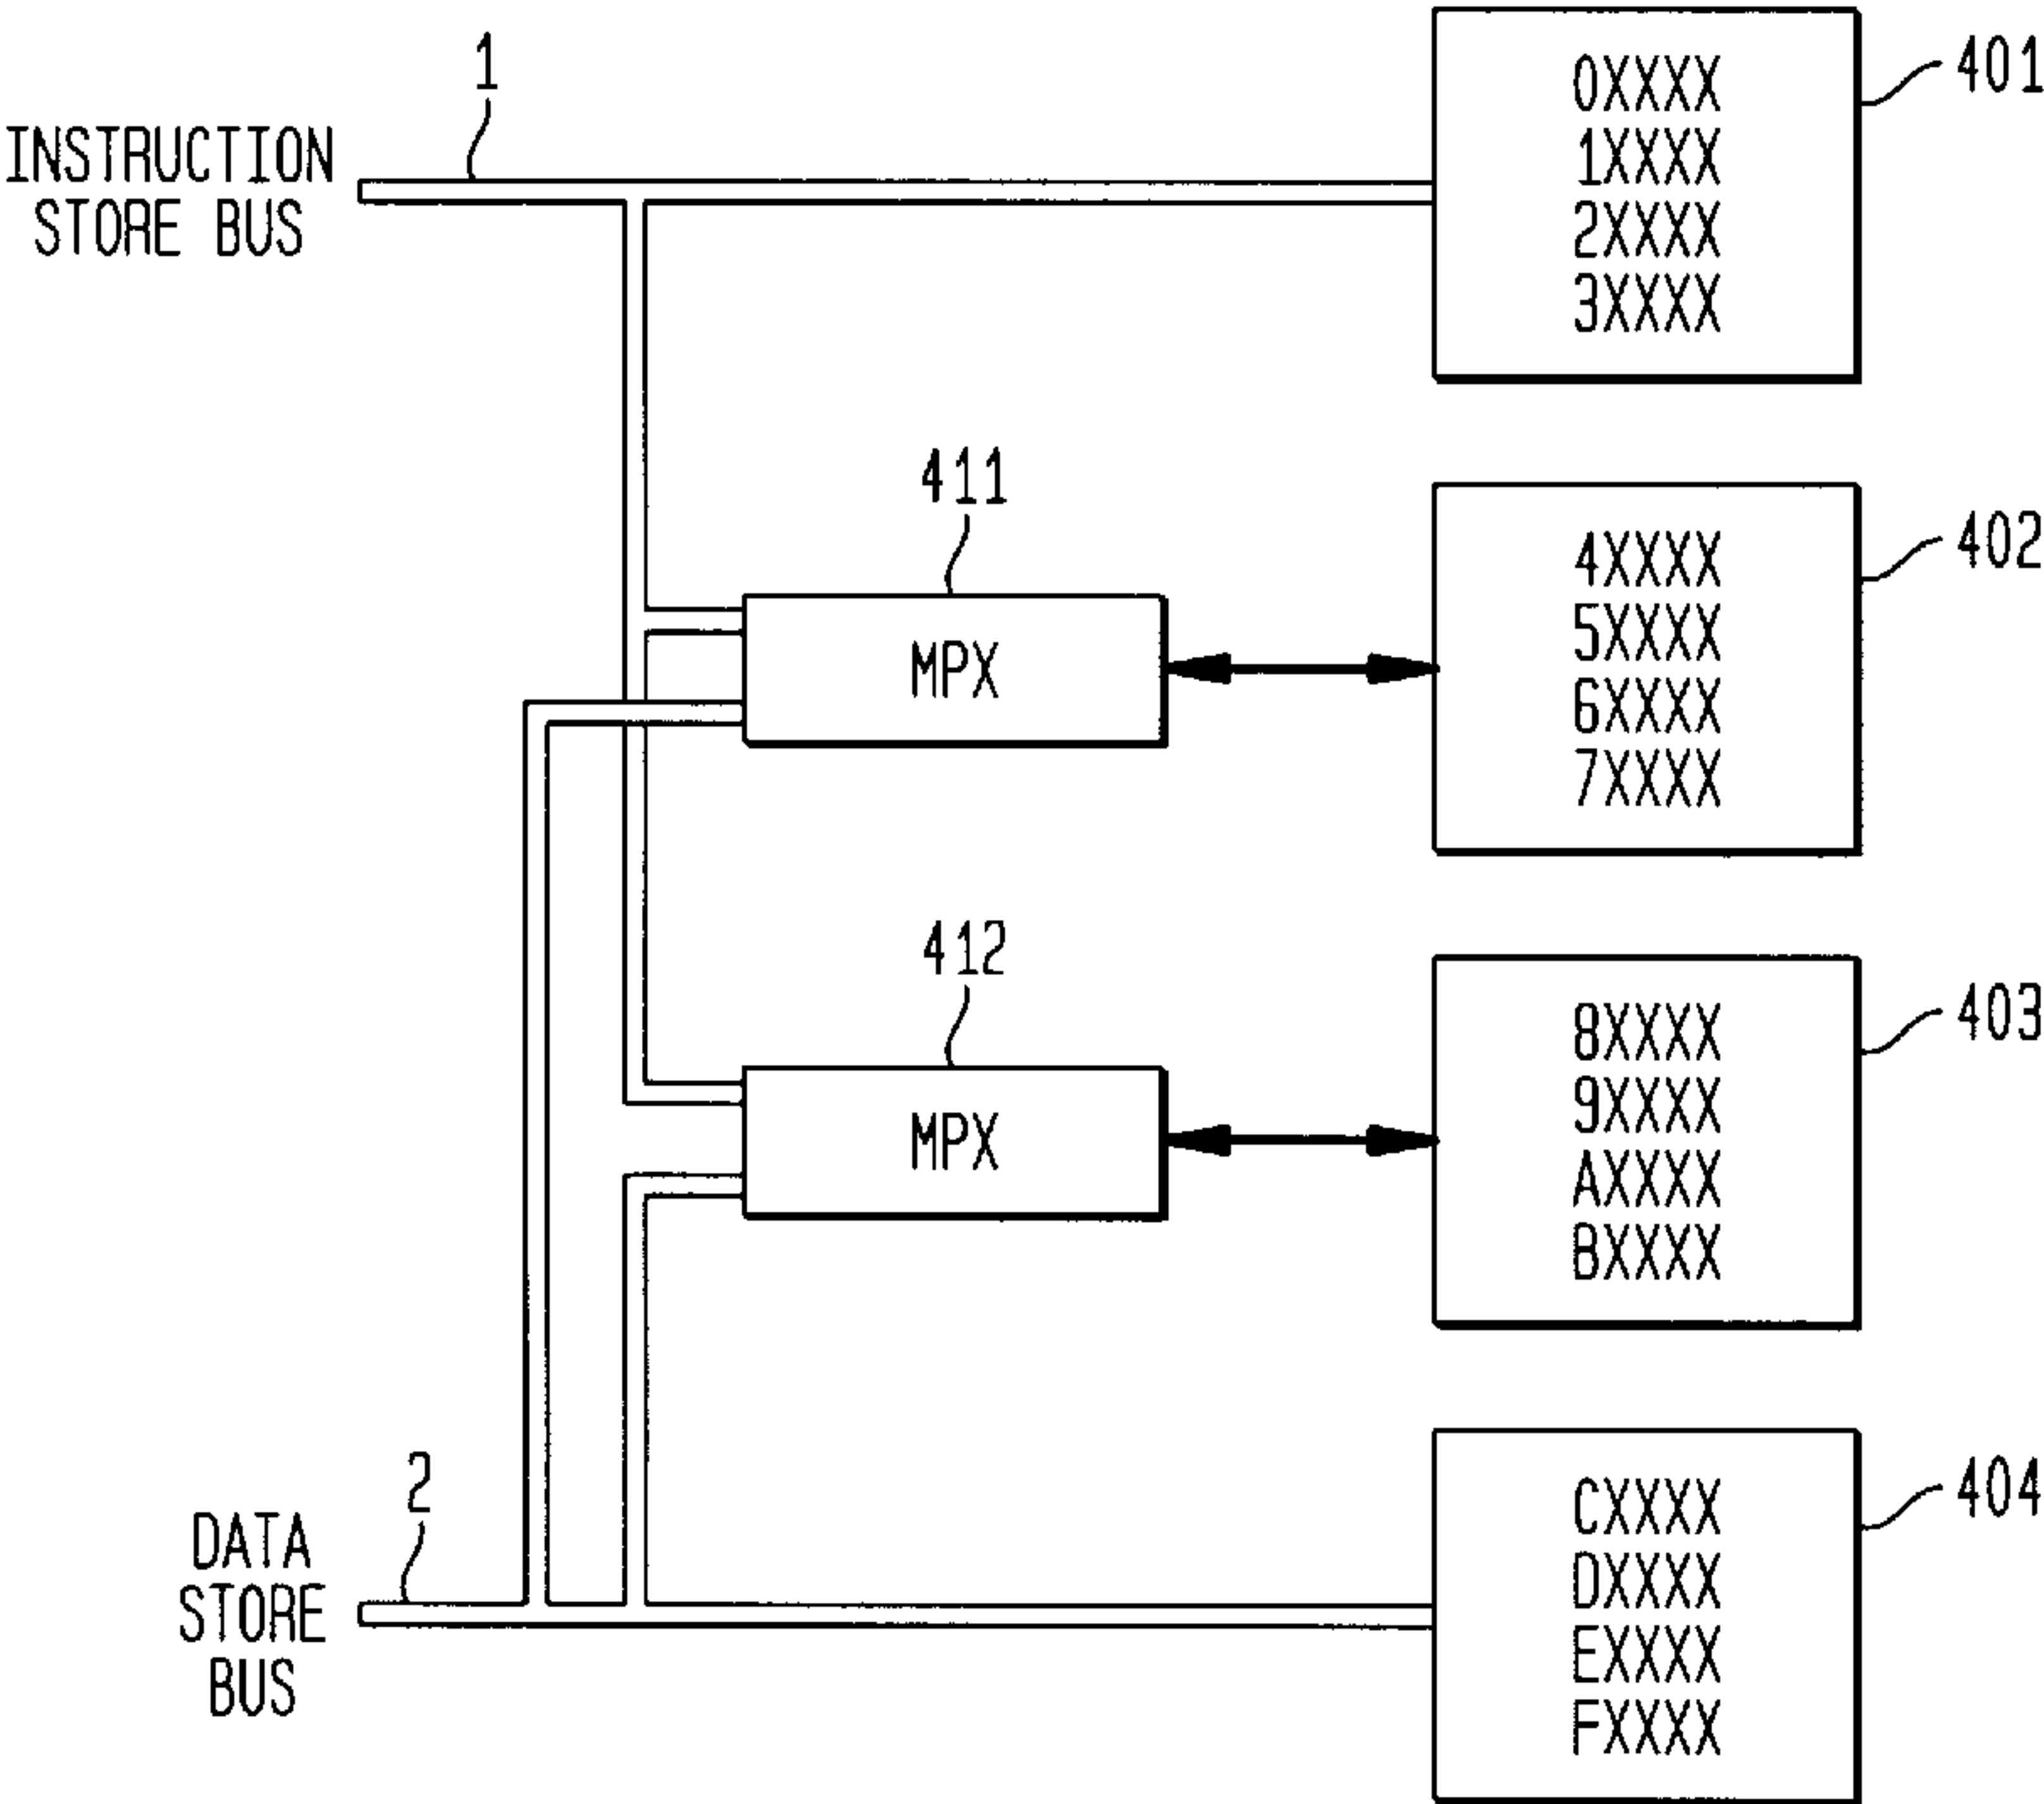 1
INSTRUCTION
STORE BUS
0XXXX
1XXXX
2XXXX
3XXXX
401
411
MPX
4XXXX
5XXXX
6XXXX
7XXXX
402
412
MPX
8XXXX
9XXXX
AXXXX
BXXXX
403
2
DATA
STORE
BUS
CXXXX
DXXXX
EXXXX
FXXXX
404